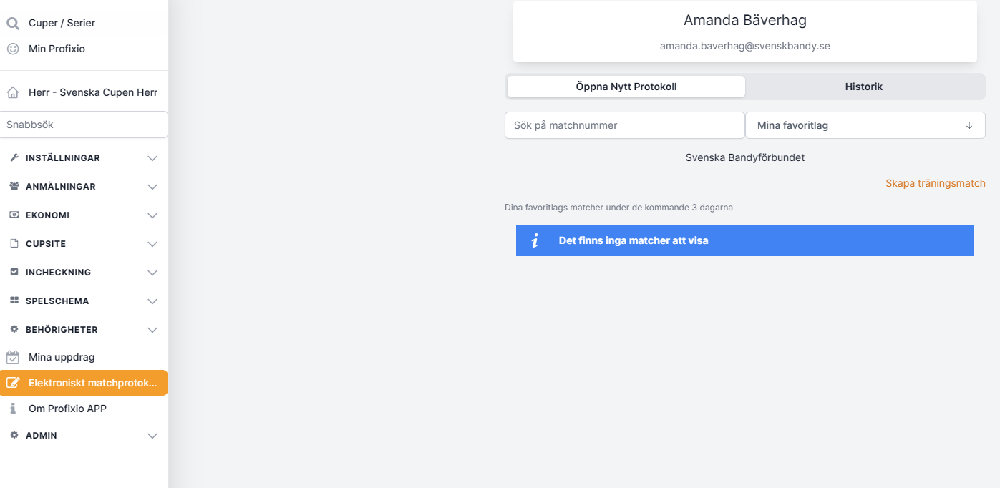 Cuper / Serier
Min Profixio
Herr - Svenska Cupen Herr
Snabbsök
INSTÄLLNINGAR
ANMÄLNINGAR
EKONOMI
CUPSITE
INCHECKNING
SPELSCHEMA
BEHÖRIGHETER
Mina uppdrag
Elektroniskt matchprotok...
Om Profixio APP
ADMIN
Amanda Bäverhag
amanda.baverhag@svenskbandy.se
Öppna Nytt Protokoll
Historik
Sök på matchnummer
Mina favoritlag
Svenska Bandyförbundet
Skapa träningsmatch
Dina favoritlags matcher under de kommande 3 dagarna
Det finns inga matcher att visa